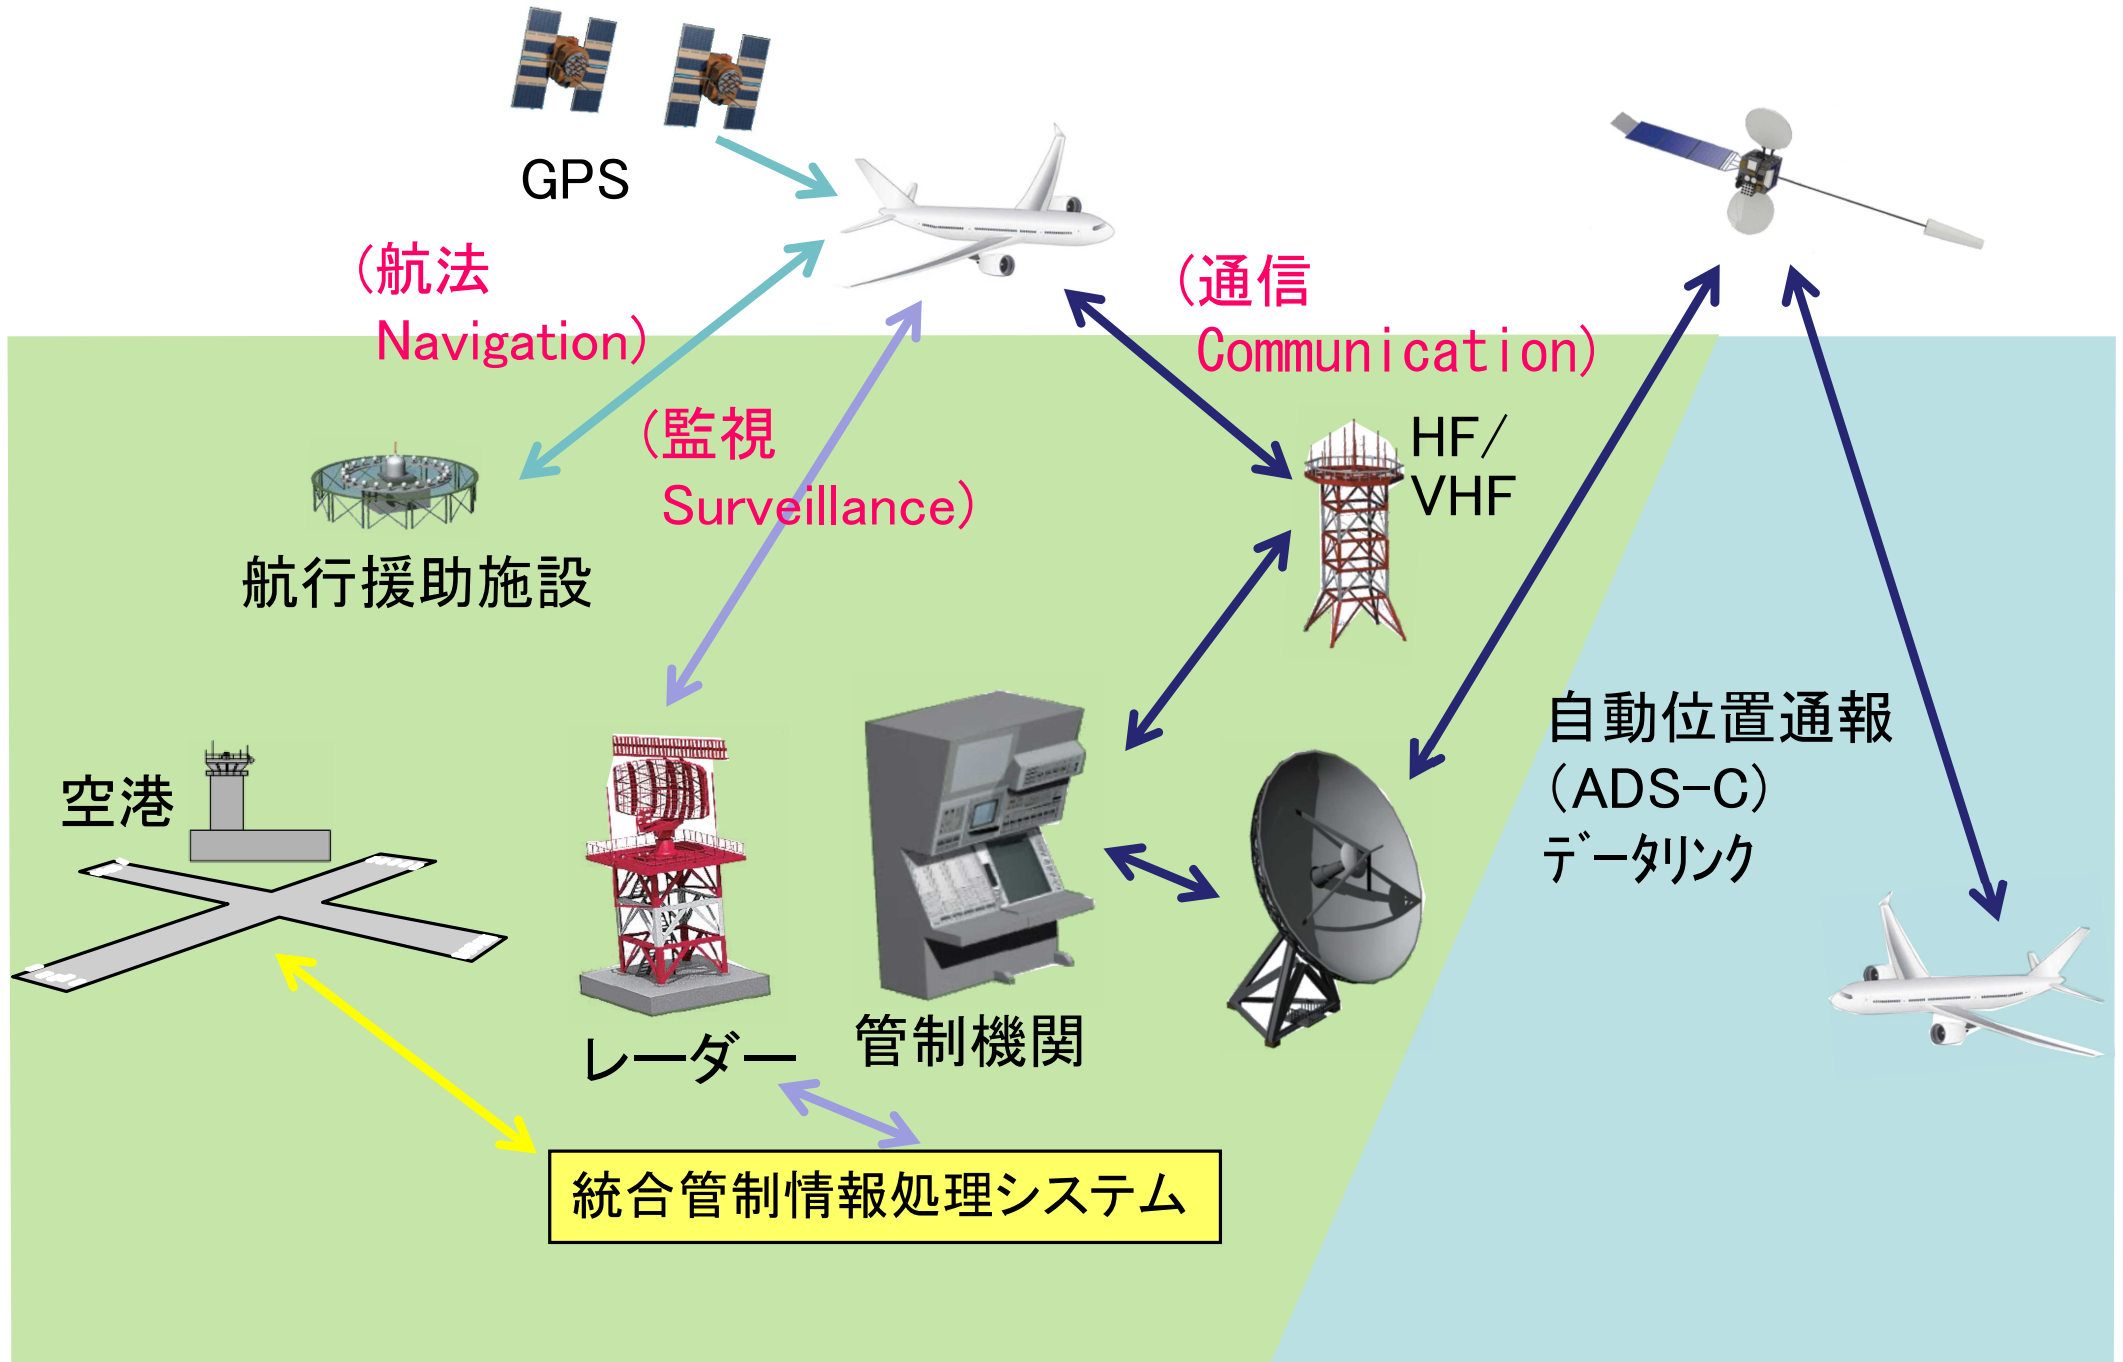 GPS
(航法
Navigation)
(通信
Communication)
(監視
Surveillance)
HF/
VHF
航行援助施設
自動位置通報
(ADS-C)
データリンク
空港
レーダー
管制機関
統合管制情報処理システム